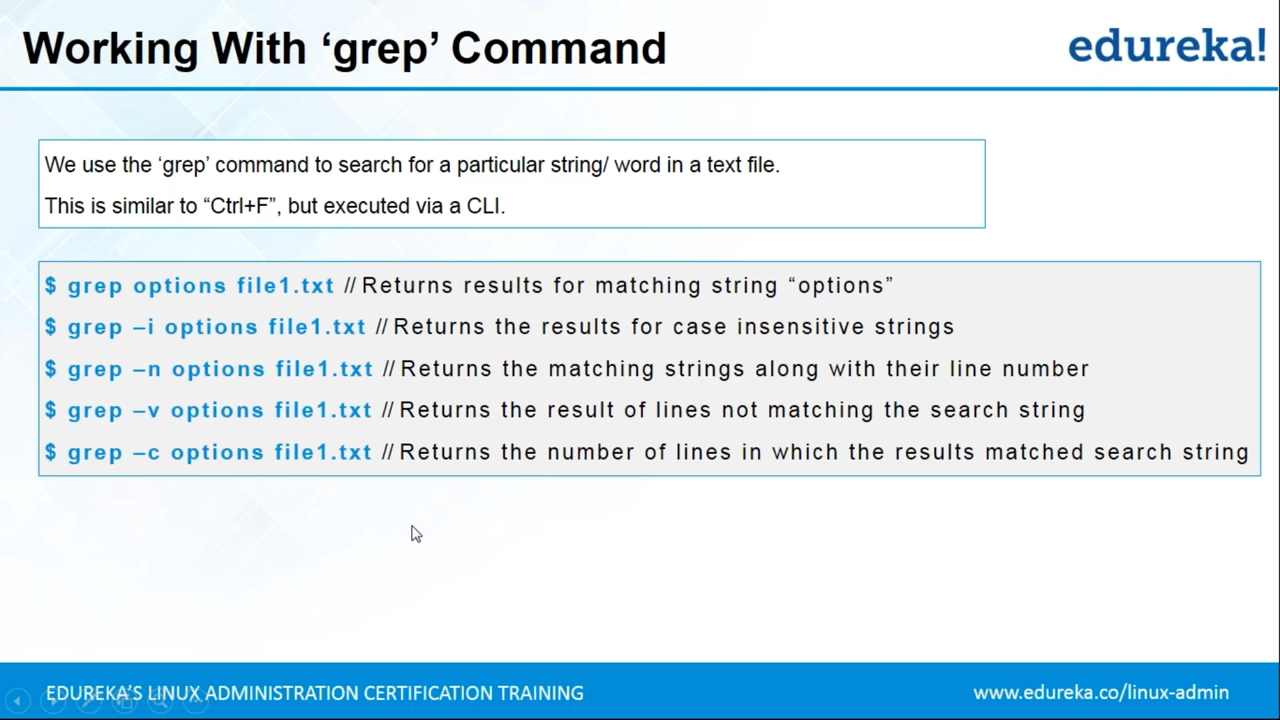 Working With ‘grep’ Command
edureka!
We use the ‘grep’ command to search for a particular string/ word in a text file.
This is similar to “Ctrl+F”, but executed via a CLI.
$ grep options file1.txt // Returns results for matching string “options”
$ grep –i options file1.txt // Returns the results for case insensitive strings
$ grep –n options file1.txt // Returns the matching strings along with their line number
$ grep –v options file1.txt // Returns the result of lines not matching the search string
$ grep –c options file1.txt // Returns the number of lines in which the results matched search string
EDUREKA’S LINUX ADMINISTRATION CERTIFICATION TRAINING
www.edureka.co/linux-admin